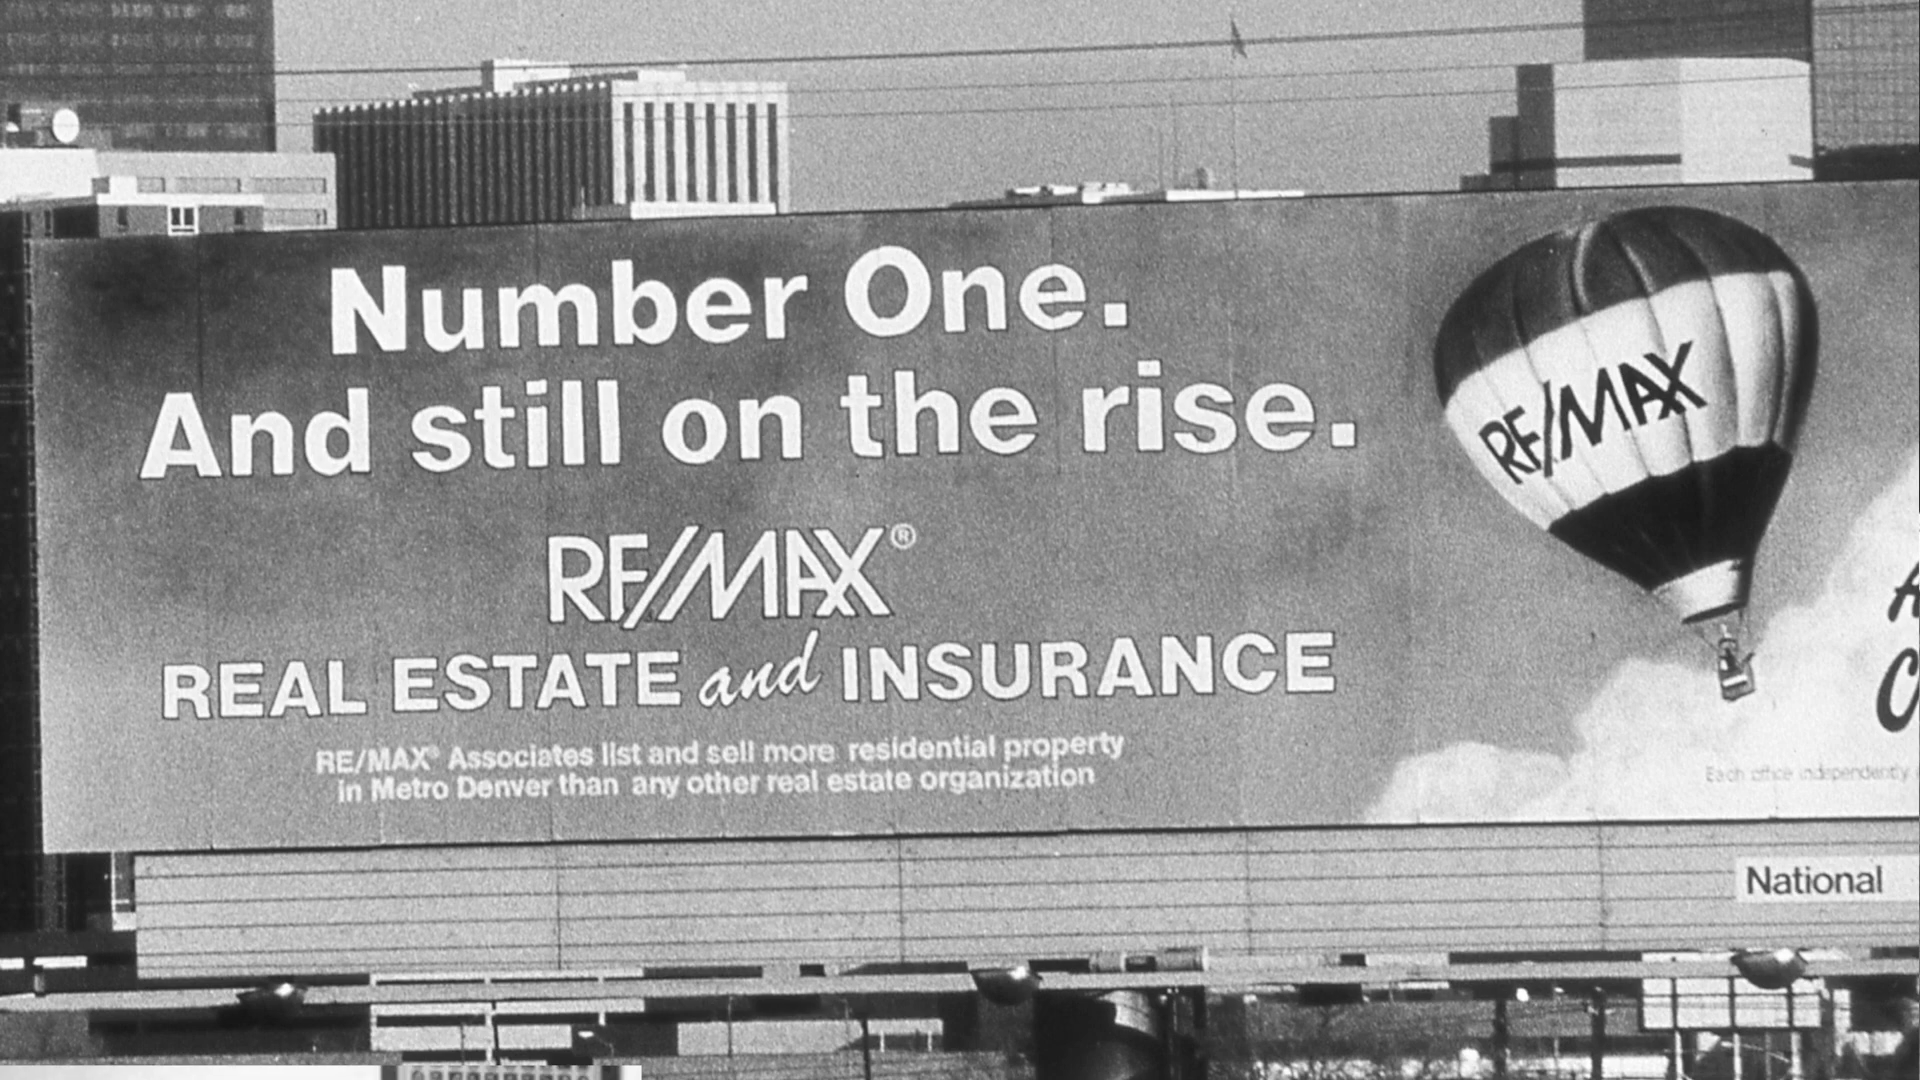 Number One.
And still on the rise.
RE/MAX®
REAL ESTATE and INSURANCE
RE/MAX® Associates list and sell more residential property
in Metro Denver than any other real estate organization
RE/MAX
Each office independently
National